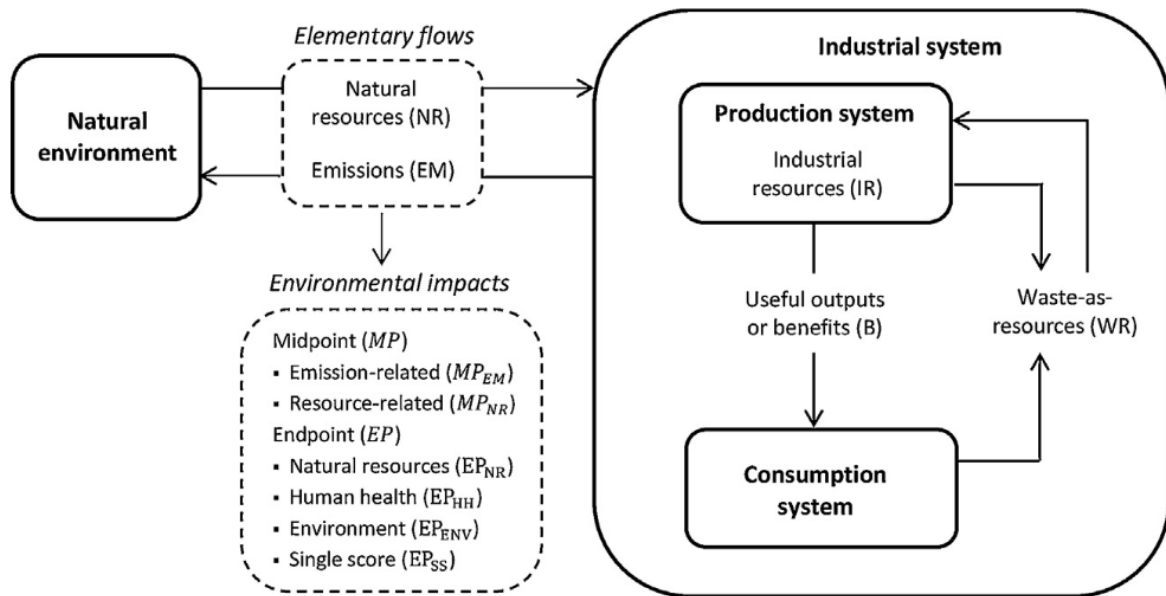 Elementary flows
Natural
environment
Natural
resources (NR)
Emissions (EM)
Environmental impacts
Midpoint (MP)
▪ Emission-related (MP_EM)
▪ Resource-related (MP_NR)
Endpoint (EP)
▪ Natural resources (EP_NR)
▪ Human health (EP_HH)
▪ Environment (EP_ENV)
▪ Single score (EP_SS)
Industrial system
Production system
Industrial
resources (IR)
Useful outputs
or benefits (B)
Waste-as-
resources (WR)
Consumption
system